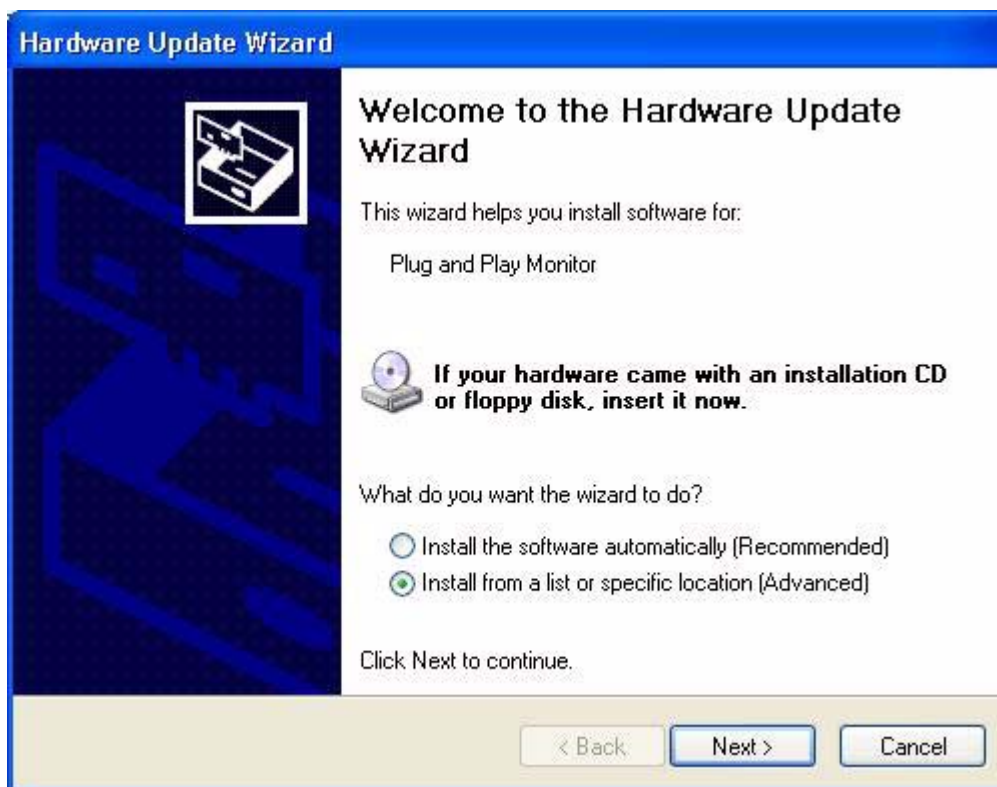 Hardware Update Wizard
Welcome to the Hardware Update
Wizard
This wizard helps you install software for:
Plug and Play Monitor
If your hardware came with an installation CD
or floppy disk, insert it now.
What do you want the wizard to do?
Install the software automatically (Recommended)
Install from a list or specific location (Advanced)
Click Next to continue.
< Back
Next >
Cancel